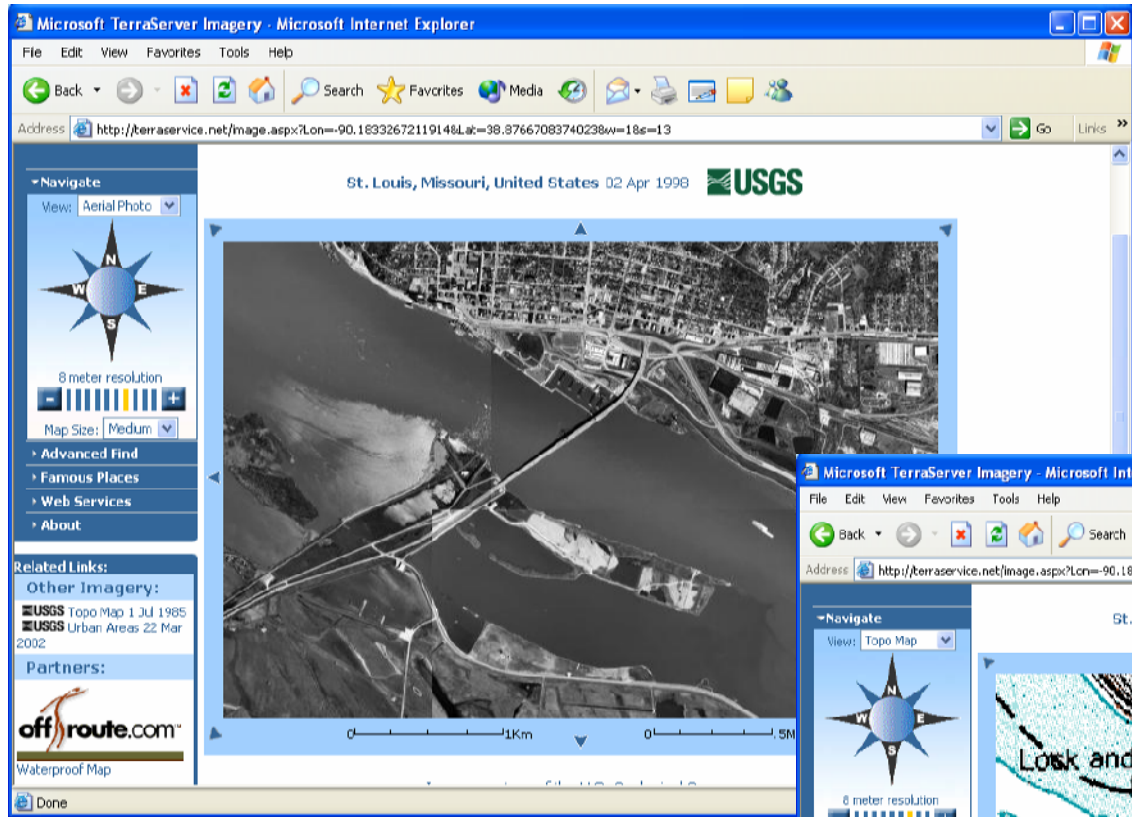 Microsoft TerraServer Imagery - Microsoft Internet Explorer
File Edit View Favorites Tools Help
Back Search Favorites Media
Address http://terraservice.net/image.aspx?Lon=-90.1833267211914&Lat=38.8766708374023&w=1&s=13 Go Links »
Navigate
View: Aerial Photo
N
W E
S
8 meter resolution
- +
Map Size: Medium
Advanced Find
Famous Places
Web Services
About
Related Links:
Other Imagery:
USGS Topo Map 1 Jul 1985
USGS Urban Areas 22 Mar
2002
Partners:
offroute.com™
Waterproof Map
St. Louis, Missouri, United States 02 Apr 1998 USGS
0 1Km 0 .5M
Done
Microsoft TerraServer Imagery - Microsoft Int
File Edit View Favorites Tools Help
Back Search
Address http://terraservice.net/image.aspx?Lon=-90.18
Navigate
View: Topo Map
N
W E
S
8 meter resolution
St.
Lock and